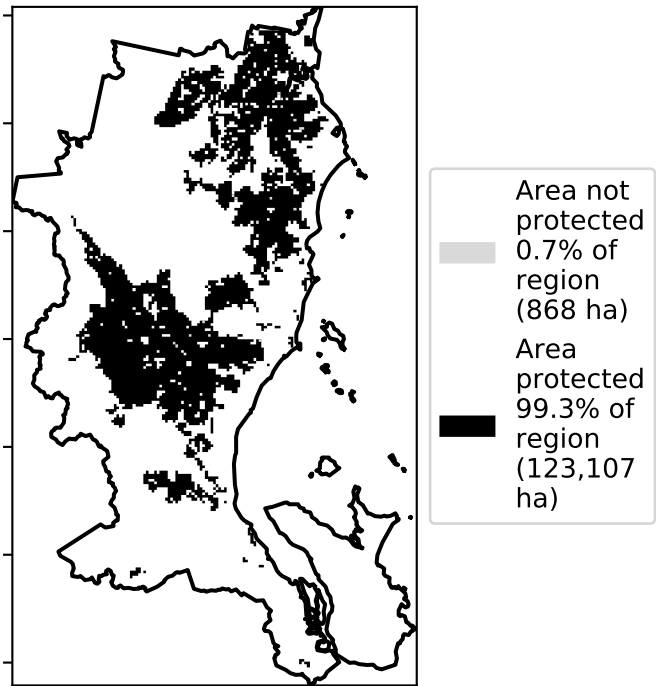 Area not
protected
0.7% of
region
(868 ha)
Area
protected
99.3% of
region
(123,107
ha)